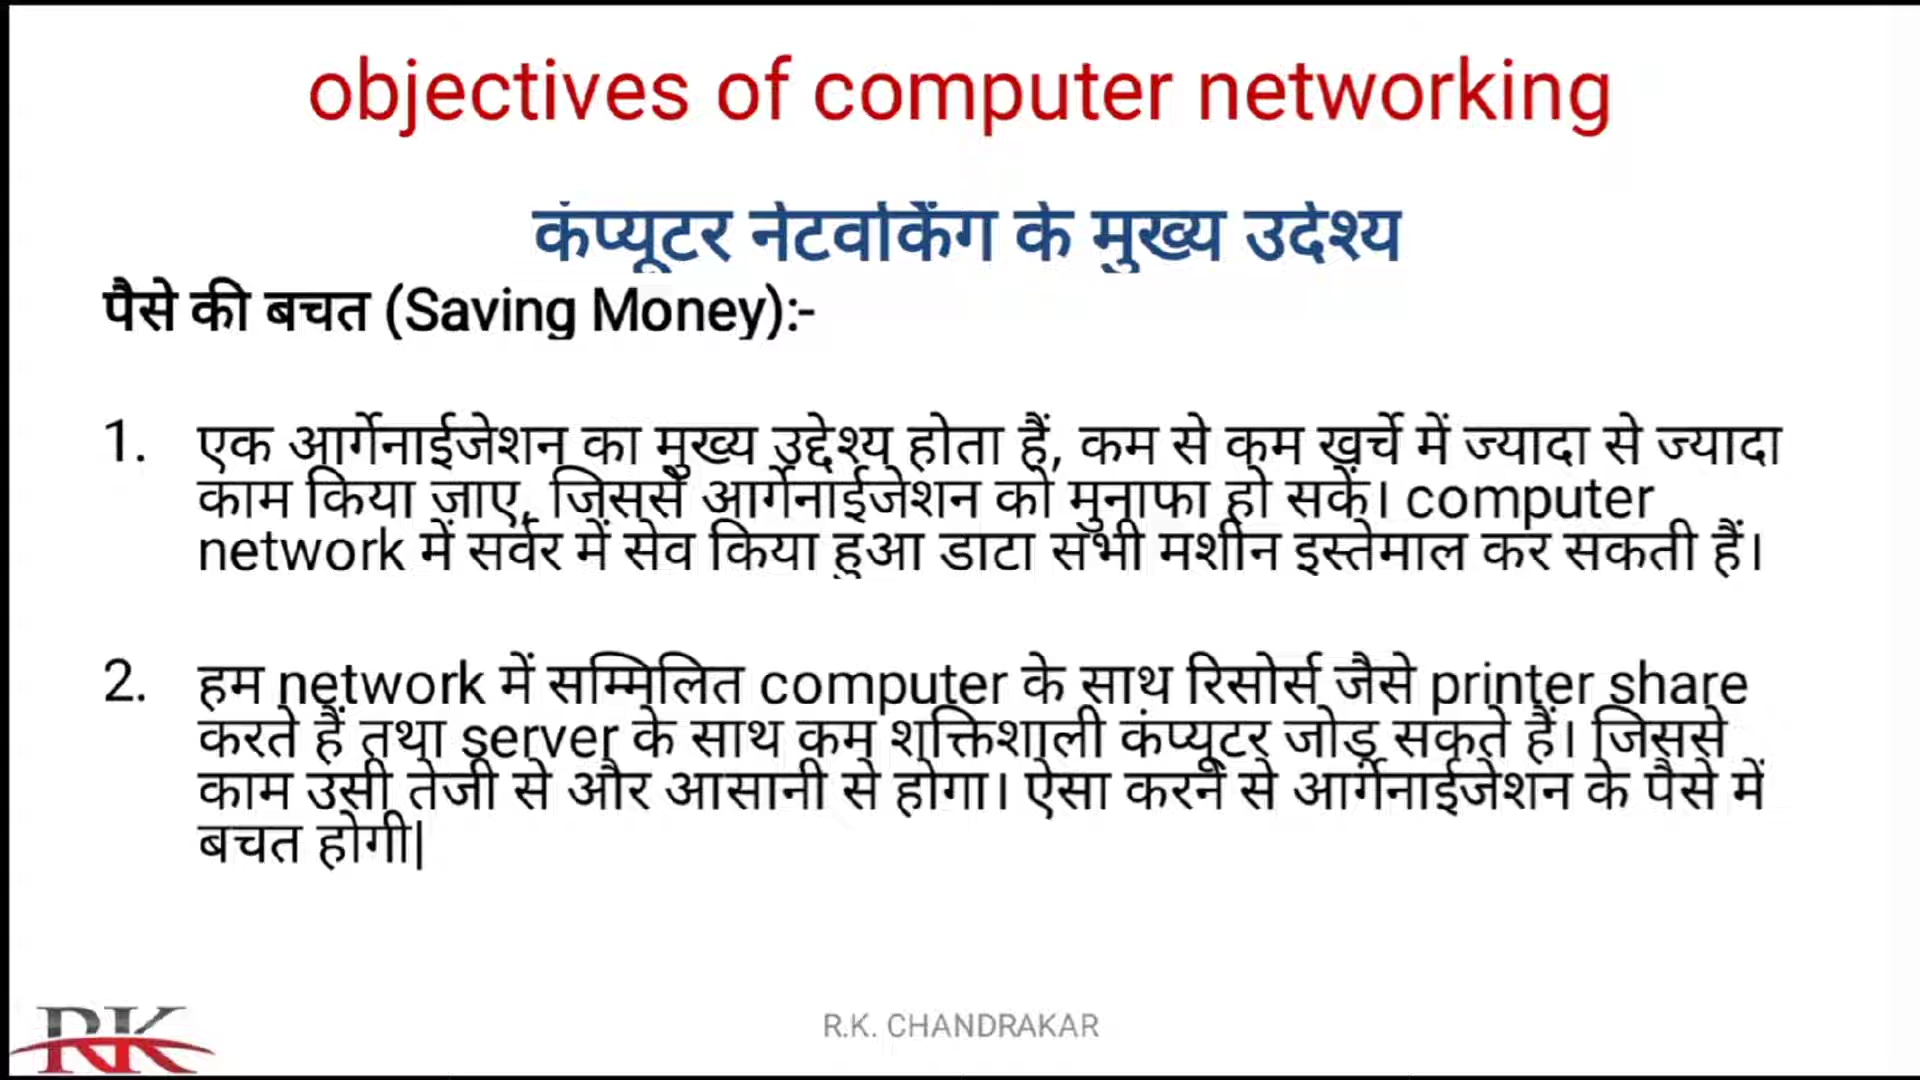 objectives of computer networking
कंप्यूटर नेटवर्किंग के मुख्य उदेश्य
पैसे की बचत (Saving Money):-
1. एक आर्गेनाईजेशन का मुख्य उद्देश्य होता हैं, कम से कम खर्चे में ज्यादा से ज्यादा
काम किया जाए, जिससे आर्गेनाईजेशन को मुनाफा हो सकें। computer
network में सर्वर में सेव किया हुआ डाटा सभी मशीन इस्तेमाल कर सकती हैं।
2. हम network में सम्मिलित computer के साथ रिसोर्स जैसे printer share
करते हैं तथा server के साथ कम शक्तिशाली कंप्यूटर जोड़ सकते हैं। जिससे
काम उसी तेजी से और आसानी से होगा। ऐसा करने से आर्गेनाईजेशन के पैसे में
बचत होगी|
RK
R.K. CHANDRAKAR